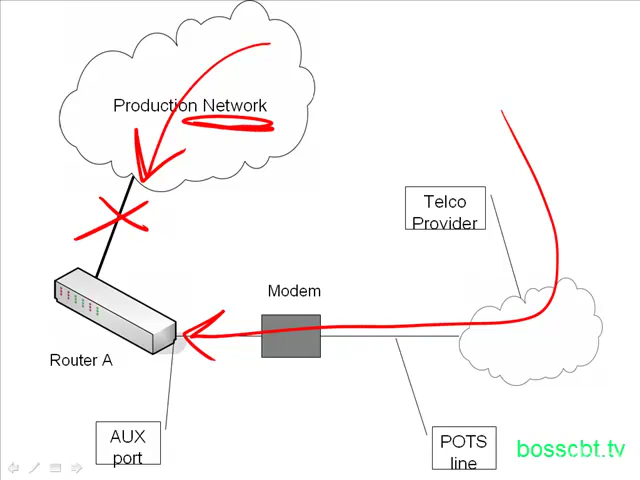 Production Network
Telco
Provider
Modem
Router A
AUX
port
POTS
line
bosscbt.tv